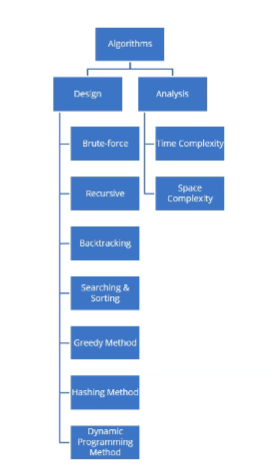 Algorithms
Design
Analysis
Brute-force
Time Complexity
Recursive
Space
Complexity
Backtracking
Searching &
Sorting
Greedy Method
Hashing Method
Dynamic
Programming
Method